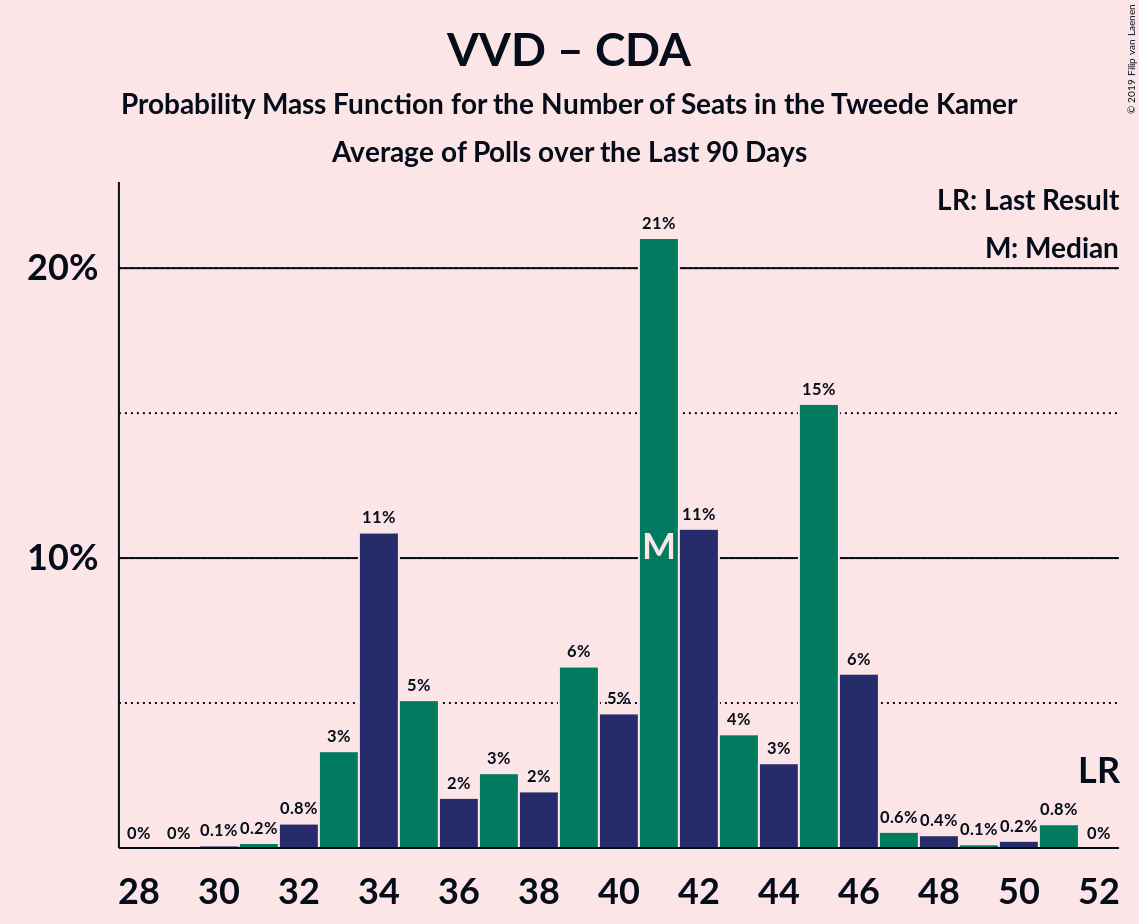 VVD – CDA
Probability Mass Function for the Number of Seats in the Tweede Kamer
Average of Polls over the Last 90 Days
© 2019 Filip van Laenen
LR: Last Result
M: Median
20%
10%
0% 0% 0.1% 0.2% 0.8% 3% 11% 5% 2% 3% 2% 6% 5% 21% 11% 4% 3% 15% 6% 0.6% 0.4% 0.1% 0.2% 0.8% 0%
M
LR
28 30 32 34 36 38 40 42 44 46 48 50 52